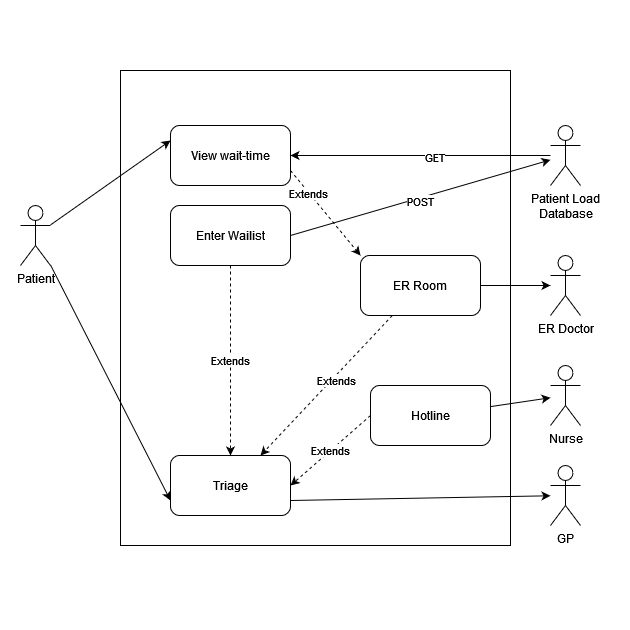 View wait-time
GET
Extends
Patient Load
Database
POST
Enter Wailist
Patient
ER Room
ER Doctor
Extends
Extends
Hotline
Nurse
Extends
Triage
GP